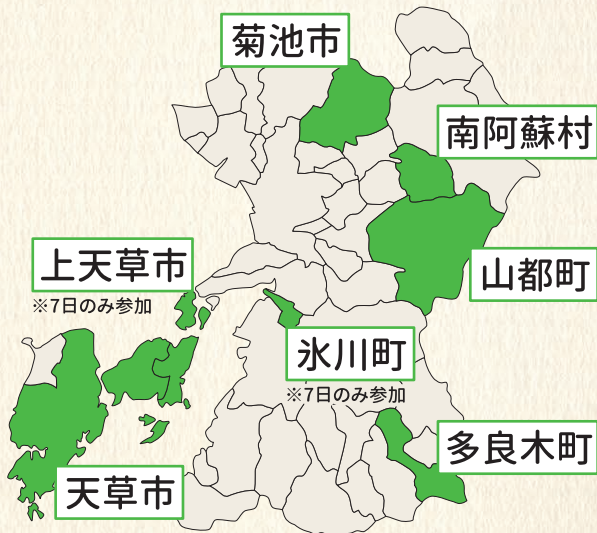 菊池市
南阿蘇村
上天草市
※7日のみ参加
山都町
氷川町
※7日のみ参加
多良木町
天草市